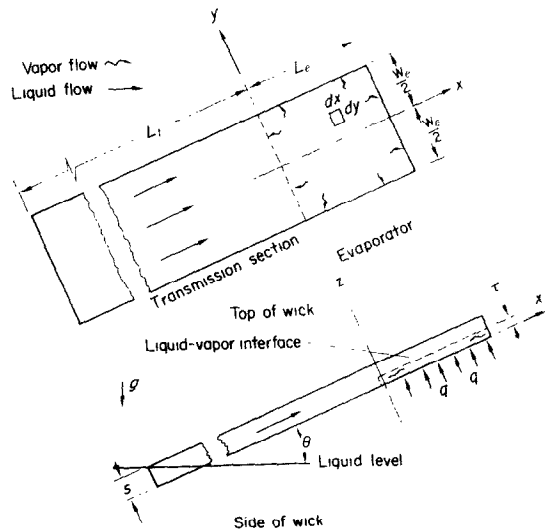 y
Vapor flow
Liquid flow
Le
We
2
x
dx
dy
LI
We
2
Transmission section
Evaporator
z
Top of wick
Liquid-vapor interface
τ
x
g
q q
θ
Liquid level
s
Side of wick